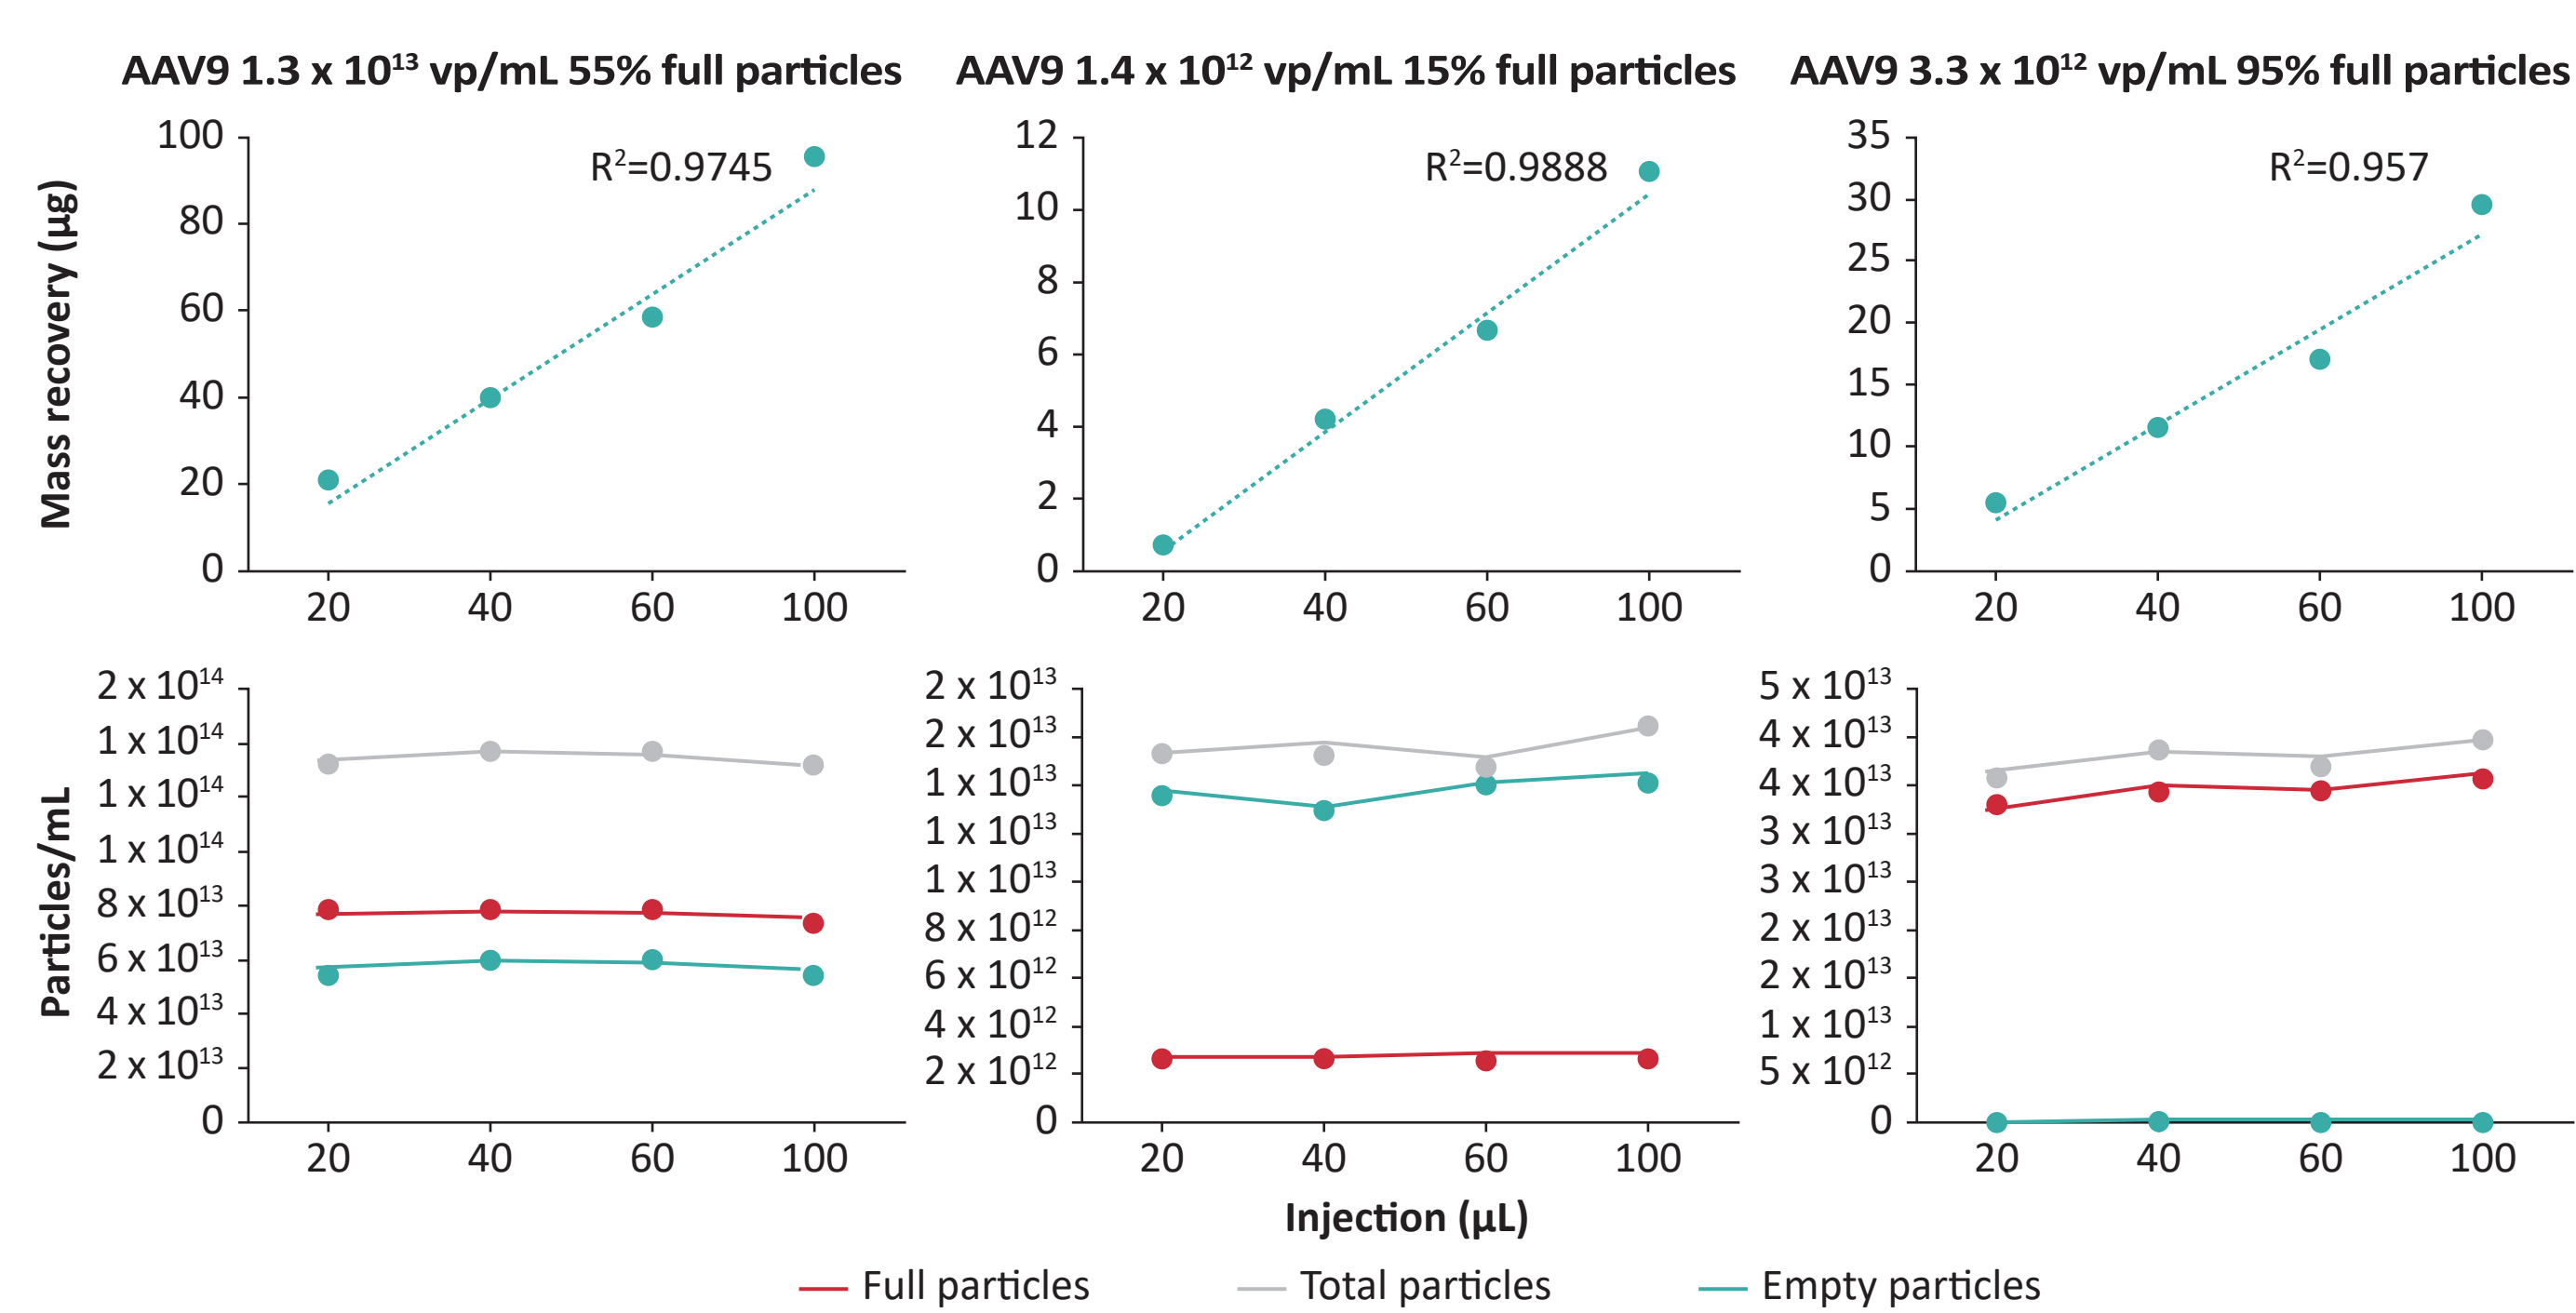 AAV9 1.3 x 10¹³ vp/mL 55% full particles
AAV9 1.4 x 10¹² vp/mL 15% full particles
AAV9 3.3 x 10¹² vp/mL 95% full particles
Mass recovery (µg)
100
80
60
40
20
0
R²=0.9745
20 40 60 100
12
10
8
6
4
2
0
R²=0.9888
20 40 60 100
35
30
25
20
15
10
5
0
R²=0.957
20 40 60 100
Particles/mL
2 x 10¹⁴
1 x 10¹⁴
1 x 10¹⁴
1 x 10¹⁴
8 x 10¹³
6 x 10¹³
4 x 10¹³
2 x 10¹³
0
20 40 60 100
2 x 10¹³
2 x 10¹³
1 x 10¹³
1 x 10¹³
1 x 10¹³
8 x 10¹²
6 x 10¹²
4 x 10¹²
2 x 10¹²
0
20 40 60 100
5 x 10¹³
4 x 10¹³
4 x 10¹³
3 x 10¹³
3 x 10¹³
2 x 10¹³
2 x 10¹³
1 x 10¹³
5 x 10¹²
0
20 40 60 100
Injection (µL)
Full particles
Total particles
Empty particles